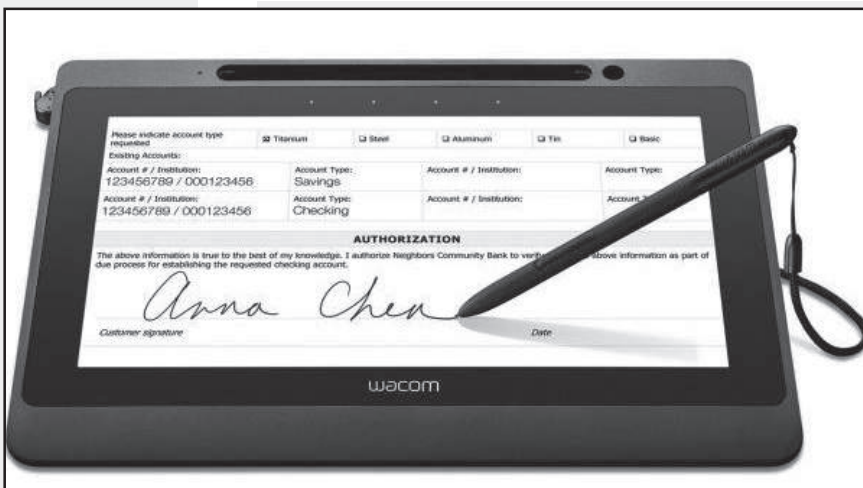 Please indicate account type requested ☒ Titanium ☐ Steel ☐ Aluminum ☐ Tin ☐ Basic
Existing Accounts:
Account # / Institution: Account Type: Account # / Institution: Account Type:
123456789 / 000123456 Savings
Account # / Institution: Account Type: Account # / Institution: Account
123456789 / 000123456 Checking
AUTHORIZATION
The above information is true to the best of my knowledge. I authorize Neighbors Community Bank to above information as part of
due process for establishing the requested checking account.
Anna Chen
Customer signature Date
wacom